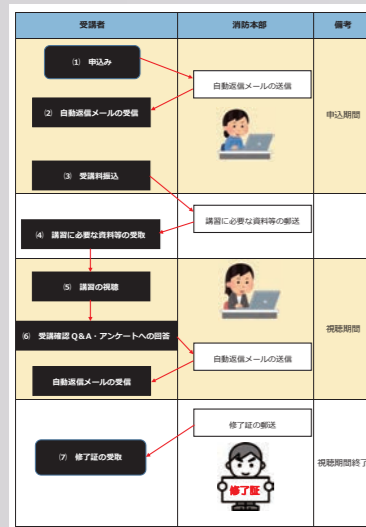 受講者 消防本部 備考
⑴ 申込み
自動返信メールの送信
⑵ 自動返信メールの受信
申込期間
⑶ 受講料振込
講習に必要な資料等の郵送
⑷ 講習に必要な資料等の受取
⑸ 講習の視聴
⑹ 受講確認Q&A・アンケートへの回答
視聴期間
自動返信メールの送信
自動返信メールの受信
修了証の郵送
⑺ 修了証の受取
視聴期間終了
修了証